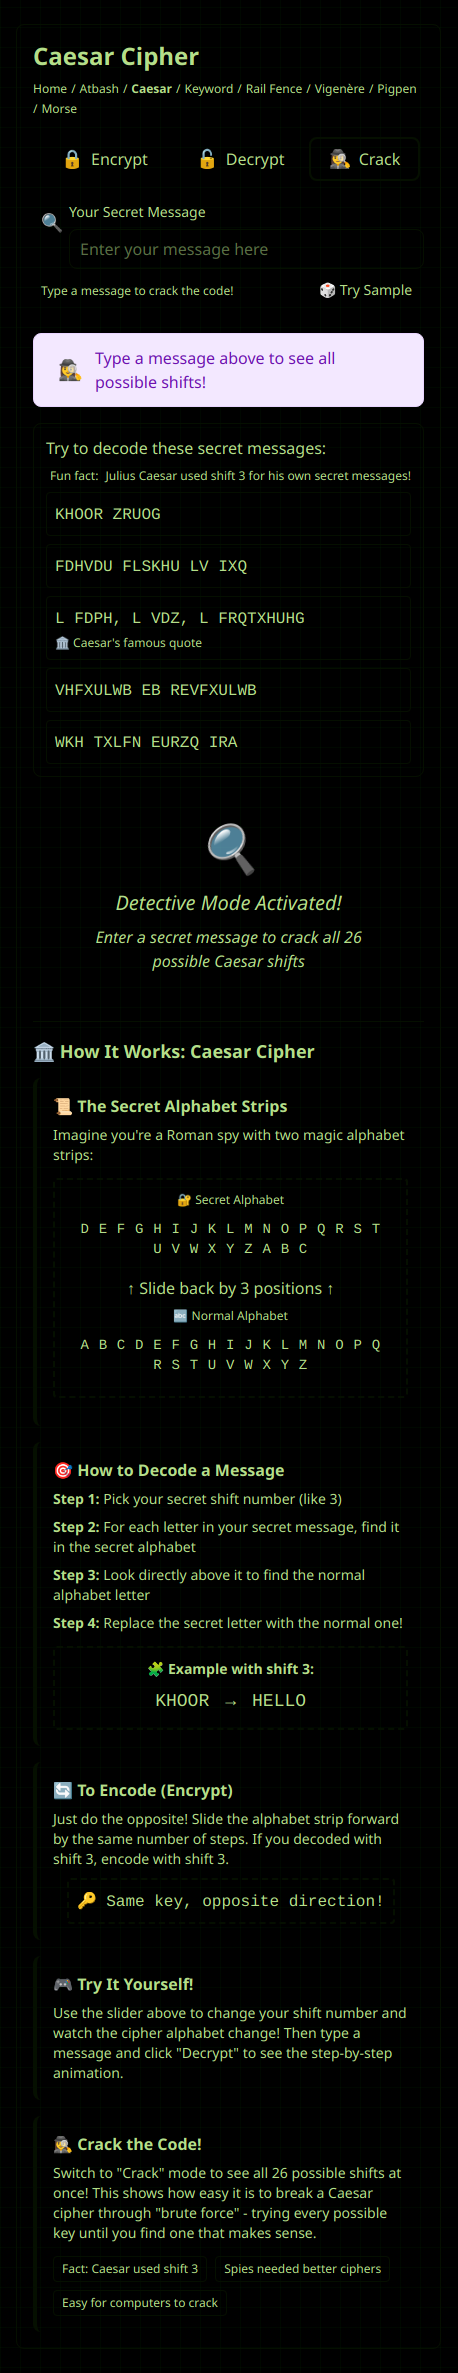 Caesar Cipher
Home / Atbash / Caesar / Keyword / Rail Fence / Vigenère / Pigpen
/ Morse
🔒 Encrypt 🔓 Decrypt 🕵️ Crack
Your Secret Message
Enter your message here
Type a message to crack the code! 🎲 Try Sample
Type a message above to see all
possible shifts!
Try to decode these secret messages:
Fun fact: Julius Caesar used shift 3 for his own secret messages!
KHOOR ZRUOG
FDHVDU FLSKHU LV IXQ
L FDPH, L VDZ, L FRQTXHUHG
🏛️ Caesar's famous quote
VHFXULWB EB REVFXULWB
WKH TXLFN EURZQ IRA
Detective Mode Activated!
Enter a secret message to crack all 26
possible Caesar shifts
🏛️ How It Works: Caesar Cipher
📜 The Secret Alphabet Strips
Imagine you're a Roman spy with two magic alphabet
strips:
🔐 Secret Alphabet
D E F G H I J K L M N O P Q R S T
U V W X Y Z A B C
↑ Slide back by 3 positions ↑
🔤 Normal Alphabet
A B C D E F G H I J K L M N O P Q
R S T U V W X Y Z
🎯 How to Decode a Message
Step 1: Pick your secret shift number (like 3)
Step 2: For each letter in your secret message, find it
in the secret alphabet
Step 3: Look directly above it to find the normal
alphabet letter
Step 4: Replace the secret letter with the normal one!
🧩 Example with shift 3:
KHOOR → HELLO
🔄 To Encode (Encrypt)
Just do the opposite! Slide the alphabet strip forward
by the same number of steps. If you decoded with
shift 3, encode with shift 3.
🔑 Same key, opposite direction!
🎮 Try It Yourself!
Use the slider above to change your shift number and
watch the cipher alphabet change! Then type a
message and click "Decrypt" to see the step-by-step
animation.
🕵️ Crack the Code!
Switch to "Crack" mode to see all 26 possible shifts at
once! This shows how easy it is to break a Caesar
cipher through "brute force" - trying every possible
key until you find one that makes sense.
Fact: Caesar used shift 3 Spies needed better ciphers
Easy for computers to crack